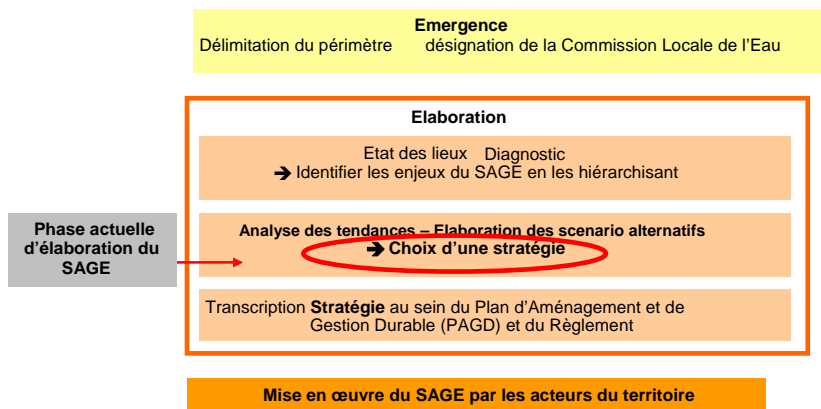 Emergence
Délimitation du périmètre désignation de la Commission Locale de l'Eau
Elaboration
Etat des lieux Diagnostic
➔ Identifier les enjeux du SAGE en les hiérarchisant
Phase actuelle
d'élaboration du
SAGE
Analyse des tendances – Elaboration des scenario alternatifs
➔ Choix d'une stratégie
Transcription Stratégie au sein du Plan d'Aménagement et de
Gestion Durable (PAGD) et du Règlement
Mise en œuvre du SAGE par les acteurs du territoire